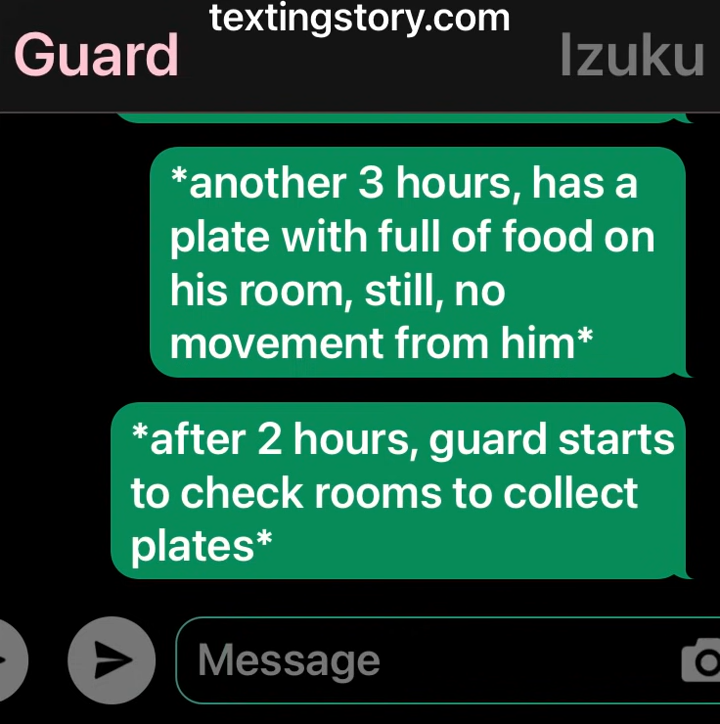 textingstory.com
Guard
Izuku
*another 3 hours, has a
plate with full of food on
his room, still, no
movement from him*
*after 2 hours, guard starts
to check rooms to collect
plates*
Message